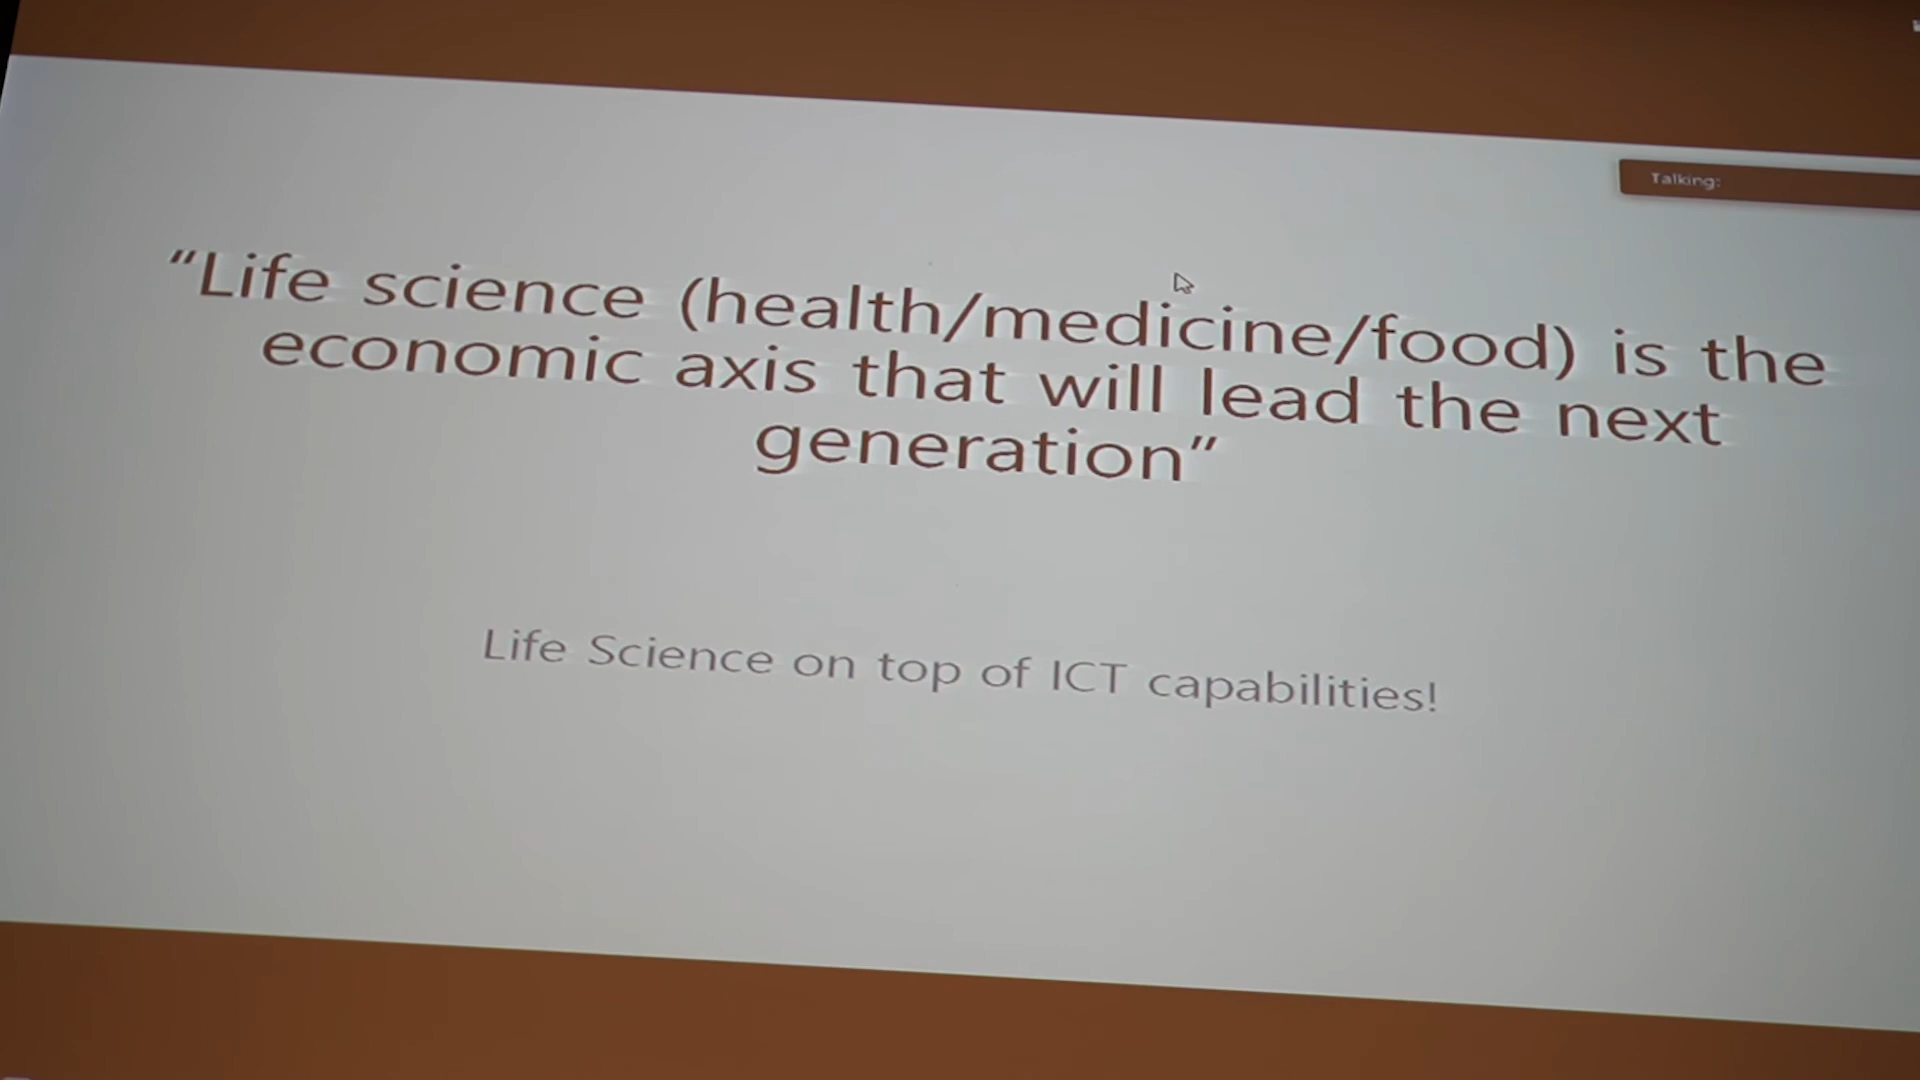 Talking:
“Life science (health/medicine/food) is the
economic axis that will lead the next
generation”
Life Science on top of ICT capabilities!